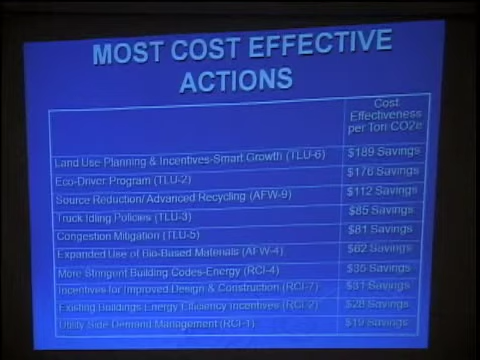 MOST COST EFFECTIVE
ACTIONS
Cost
Effectiveness
per Ton CO2e
Land Use Planning & Incentives-Smart Growth (TLU-6) $189 Savings
Eco-Driver Program (TLU-2) $176 Savings
Source Reduction/ Advanced Recycling (AFW-9) $112 Savings
Truck Idling Policies (TLU-3) $85 Savings
Congestion Mitigation (TLU-5) $81 Savings
Expanded Use of Bio-Based Materials (AFW-4) $62 Savings
More Stringent Building Codes-Energy (RCI-4) $35 Savings
Incentives for Improved Design & Construction (RCI-7) $31 Savings
Existing Buildings Energy Efficiency Incentives (RCI-2) $28 Savings
Utility Side Demand Management (RCI-1) $19 Savings